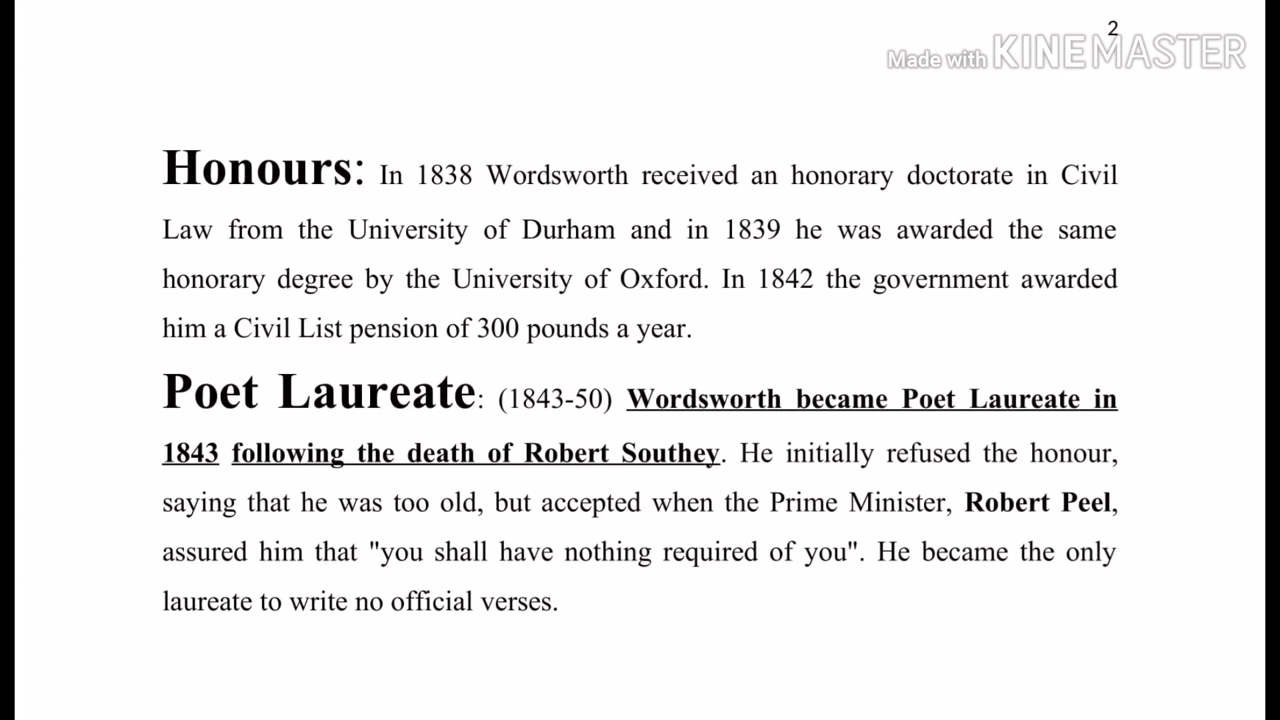 2
Made with KINEMASTER
Honours: In 1838 Wordsworth received an honorary doctorate in Civil
Law from the University of Durham and in 1839 he was awarded the same
honorary degree by the University of Oxford. In 1842 the government awarded
him a Civil List pension of 300 pounds a year.
Poet Laureate: (1843-50) Wordsworth became Poet Laureate in
1843 following the death of Robert Southey. He initially refused the honour,
saying that he was too old, but accepted when the Prime Minister, Robert Peel,
assured him that "you shall have nothing required of you". He became the only
laureate to write no official verses.